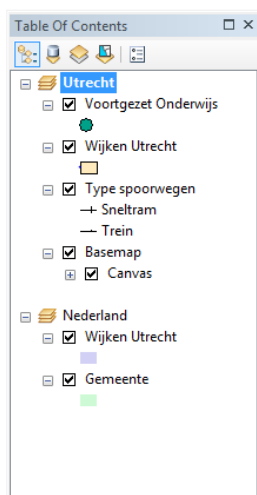 Table Of Contents
Utrecht
Voortgezet Onderwijs
Wijken Utrecht
Type spoorwegen
Sneltram
Trein
Basemap
Canvas
Nederland
Wijken Utrecht
Gemeente